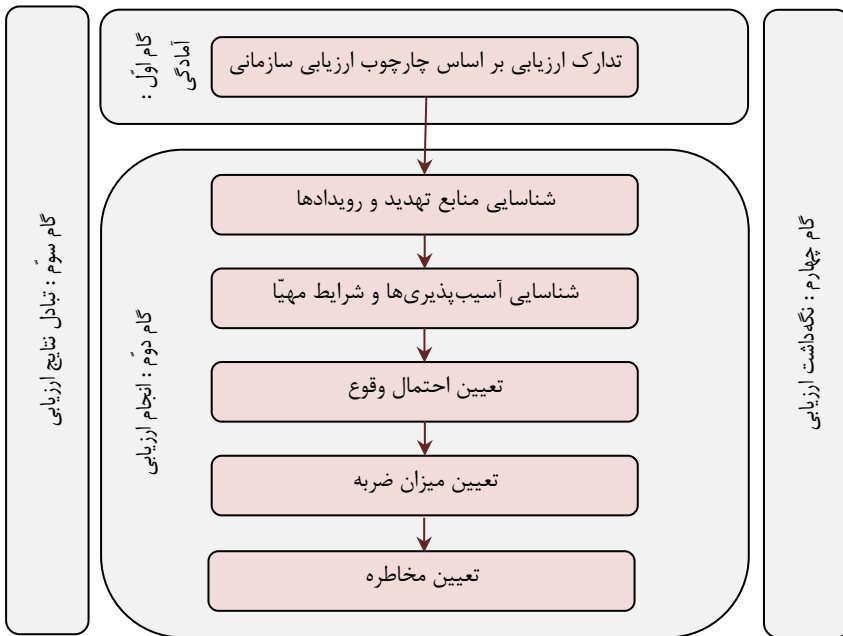 گام اوّل :
آمادگی
تدارک ارزیابی بر اساس چارچوب ارزیابی سازمانی
گام دوّم : انجام ارزیابی
شناسایی منابع تهدید و رویدادها
شناسایی آسیب‌پذیری‌ها و شرایط مهیّا
تعیین احتمال وقوع
تعیین میزان ضربه
تعیین مخاطره
گام سوّم : تبادل نتایج ارزیابی
گام چهارم : نگه‌داشت ارزیابی